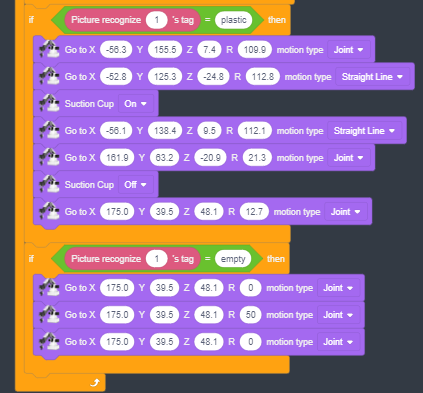 if Picture recognize 1 's tag = plastic then
Go to X -56.3 Y 155.5 Z 7.4 R 109.9 motion type Joint
Go to X -52.8 Y 125.3 Z -24.8 R 112.8 motion type Straight Line
Suction Cup On
Go to X -56.1 Y 138.4 Z 9.5 R 112.1 motion type Straight Line
Go to X 161.9 Y 63.2 Z -20.9 R 21.3 motion type Joint
Suction Cup Off
Go to X 175.0 Y 39.5 Z 48.1 R 12.7 motion type Joint
if Picture recognize 1 's tag = empty then
Go to X 175.0 Y 39.5 Z 48.1 R 0 motion type Joint
Go to X 175.0 Y 39.5 Z 48.1 R 50 motion type Joint
Go to X 175.0 Y 39.5 Z 48.1 R 0 motion type Joint